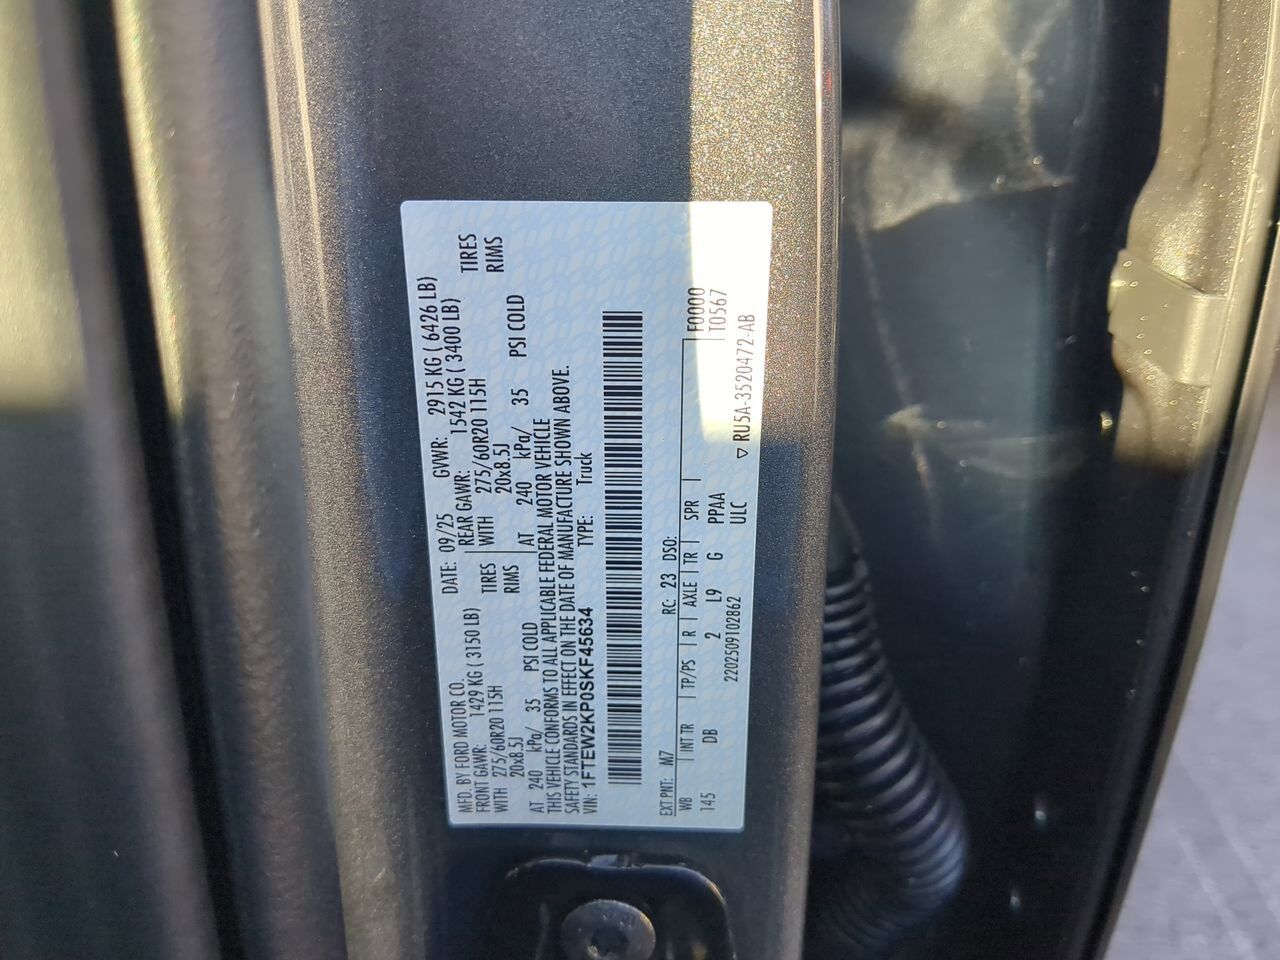 MFD. BY FORD MOTOR CO.
DATE: 09/25 GVWR: 2915 KG ( 6426 LB)
FRONT GAWR: 1429 KG ( 3150 LB) REAR GAWR: 1542 KG ( 3400 LB)
WITH 275/60R20 115H TIRES WITH 275/60R20 115H TIRES
20x8.5J RIMS 20x8.5J RIMS
AT 240 kPa/ 35 PSI COLD AT 240 kPa/ 35 PSI COLD
THIS VEHICLE CONFORMS TO ALL APPLICABLE FEDERAL MOTOR VEHICLE
SAFETY STANDARDS IN EFFECT ON THE DATE OF MANUFACTURE SHOWN ABOVE.
VIN: 1FTEW2KP0SKF45634 TYPE: Truck
EXT PNT: M7 RC: 23 DSO: F0000
WB INT TR TP/PS R AXLE TR SPR T0567
145 DB 2 L9 G PPAA
2202509102862 ULC ▽ RU5A-3520472-AB